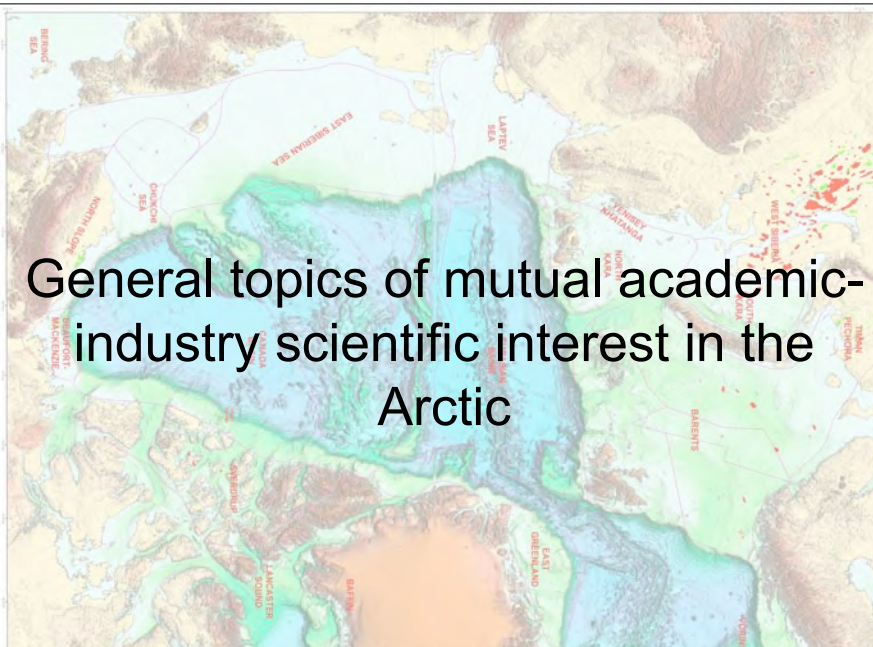 BERING
SEA
EAST SIBERIAN SEA
LAPTEV
SEA
CHUKCHI
SEA
NORTH SLOPE
YENISEY
KHATANGA
WEST SIBERIA
NORTH
KARA
General topics of mutual academic-
industry scientific interest in the
Arctic
SOUTH
KARA
TIMAN
PECHORA
BEAUFORT-
MACKENZIE
CANADA
BARENTS
SVERDRUP
LANCASTER
SOUND
BAFFIN
EAST
GREENLAND